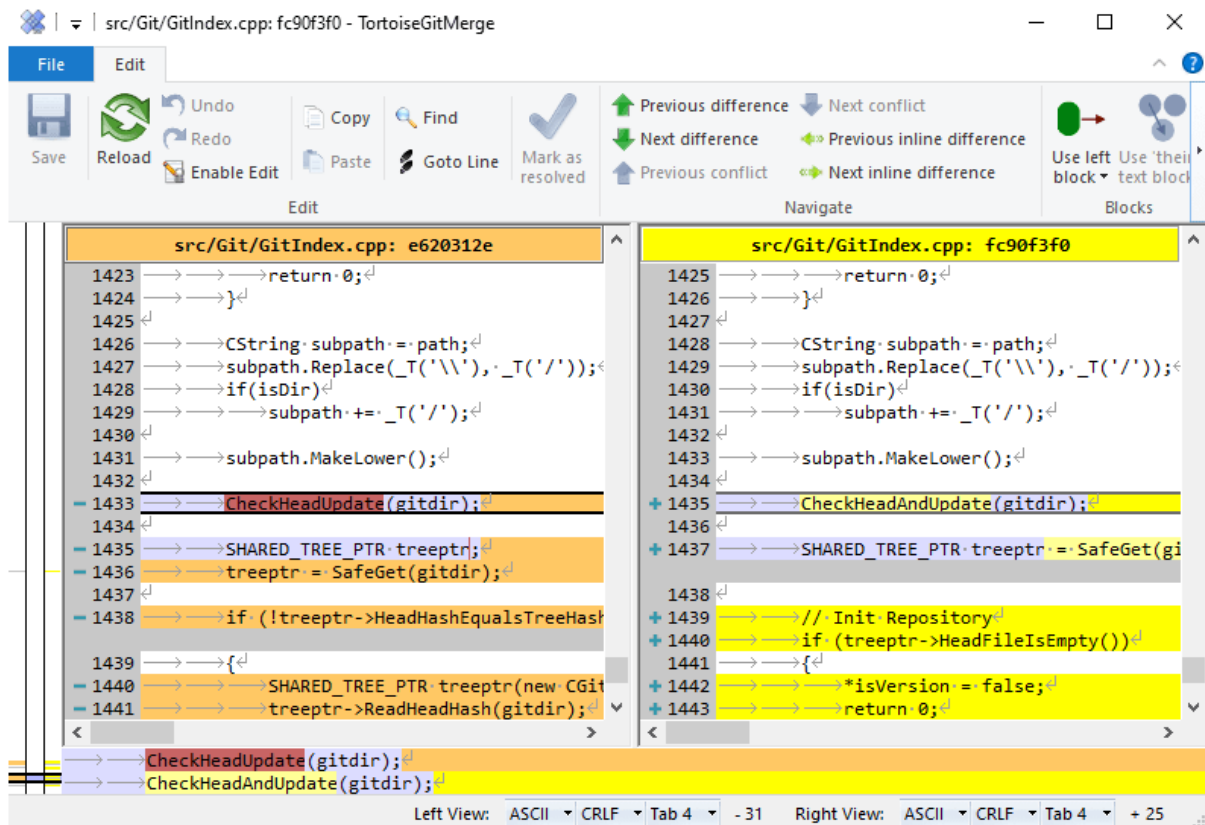 src/Git/GitIndex.cpp: fc90f3f0 - TortoiseGitMerge
File Edit
Save
Reload
Undo
Redo
Enable Edit
Copy
Paste
Find
Goto Line
Mark as
resolved
Edit
Previous difference
Next difference
Previous conflict
Next conflict
Previous inline difference
Next inline difference
Navigate
Use left
block
Use 'thei
text block
Blocks
src/Git/GitIndex.cpp: e620312e
1423 return 0;
1424 }
1425
1426 CString subpath = path;
1427 subpath.Replace(_T('\\'), _T('/'));
1428 if(isDir)
1429 subpath += _T('/');
1430
1431 subpath.MakeLower();
1432
1433 CheckHeadUpdate(gitdir);
1434
1435 SHARED_TREE_PTR treeptr;
1436 treeptr = SafeGet(gitdir);
1437
1438 if (!treeptr->HeadHashEqualsTreeHash
1439 {
1440 SHARED_TREE_PTR treeptr(new CGit
1441 treeptr->ReadHeadHash(gitdir);
src/Git/GitIndex.cpp: fc90f3f0
1425 return 0;
1426 }
1427
1428 CString subpath = path;
1429 subpath.Replace(_T('\\'), _T('/'));
1430 if(isDir)
1431 subpath += _T('/');
1432
1433 subpath.MakeLower();
1434
1435 CheckHeadAndUpdate(gitdir);
1436
1437 SHARED_TREE_PTR treeptr = SafeGet(gi
1438
1439 // Init Repository
1440 if (treeptr->HeadFileIsEmpty())
1441 {
1442 *isVersion = false;
1443 return 0;
CheckHeadUpdate(gitdir);
CheckHeadAndUpdate(gitdir);
Left View: ASCII CRLF Tab 4 - 31 Right View: ASCII CRLF Tab 4 + 25